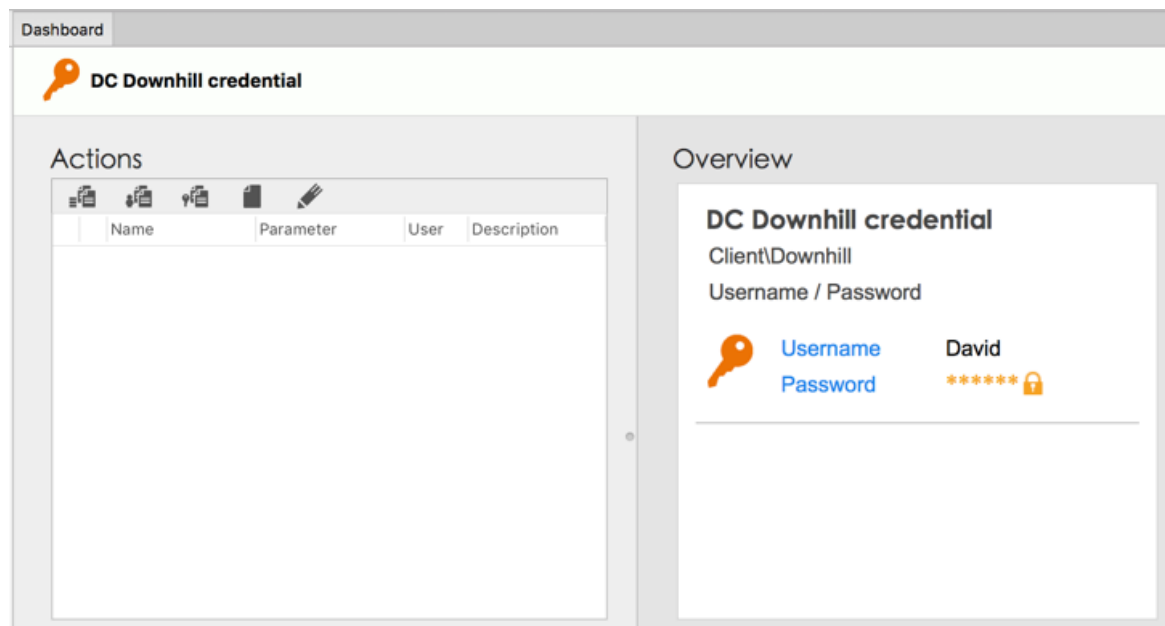 Dashboard
DC Downhill credential
Actions
Name Parameter User Description
Overview
DC Downhill credential
Client\Downhill
Username / Password
Username David
Password ******